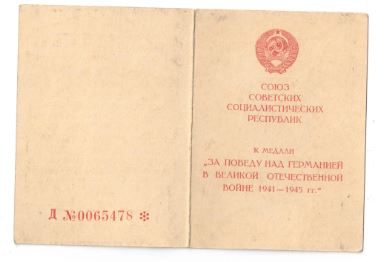 Д №0065478 ✻
СОЮЗ
СОВЕТСКИХ
СОЦИАЛИСТИЧЕСКИХ
РЕСПУБЛИК
К МЕДАЛИ
„ЗА ПОБЕДУ НАД ГЕРМАНИЕЙ
В ВЕЛИКОЙ ОТЕЧЕСТВЕННОЙ
ВОЙНЕ 1941—1945 гг."